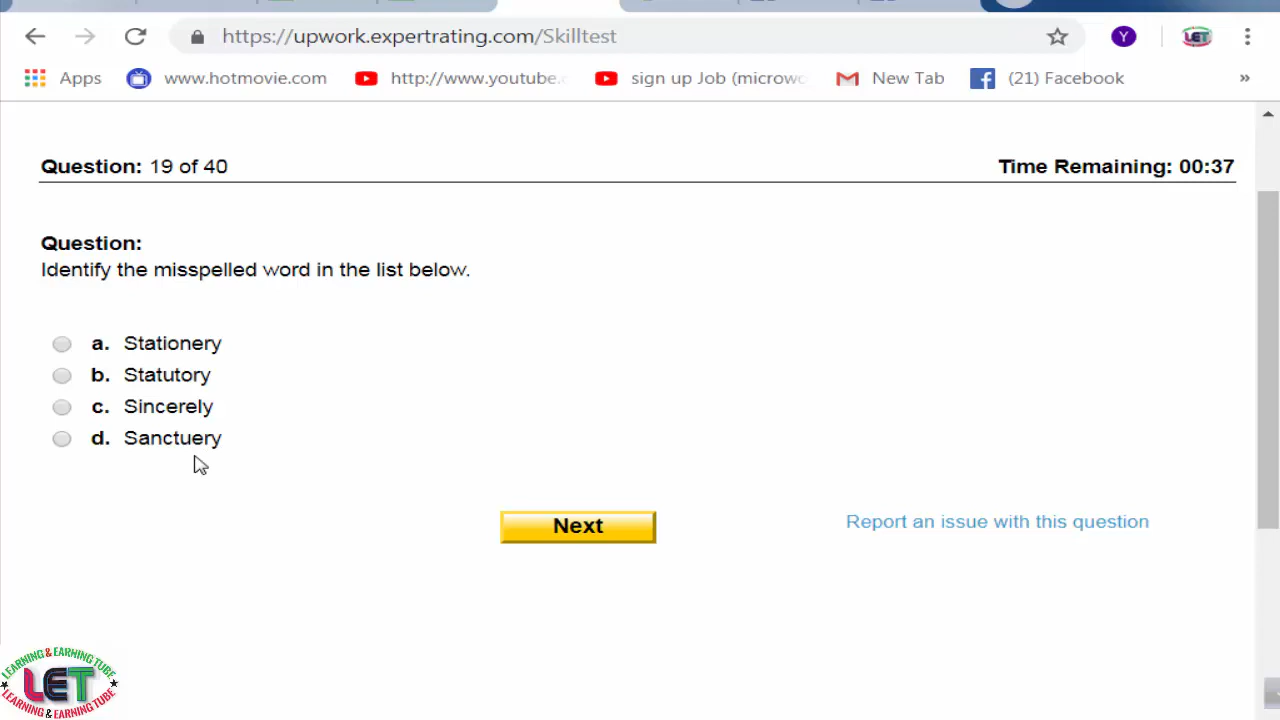 https://upwork.expertrating.com/Skilltest
Y
LET
Apps
www.hotmovie.com
http://www.youtube.c
sign up Job (microwo
New Tab
(21) Facebook
»
Question: 19 of 40
Time Remaining: 00:37
Question:
Identify the misspelled word in the list below.
a. Stationery
b. Statutory
c. Sincerely
d. Sanctuery
Next
Report an issue with this question
LEARNING & EARNING TUBE
LET
LEARNING & EARNING TUBE